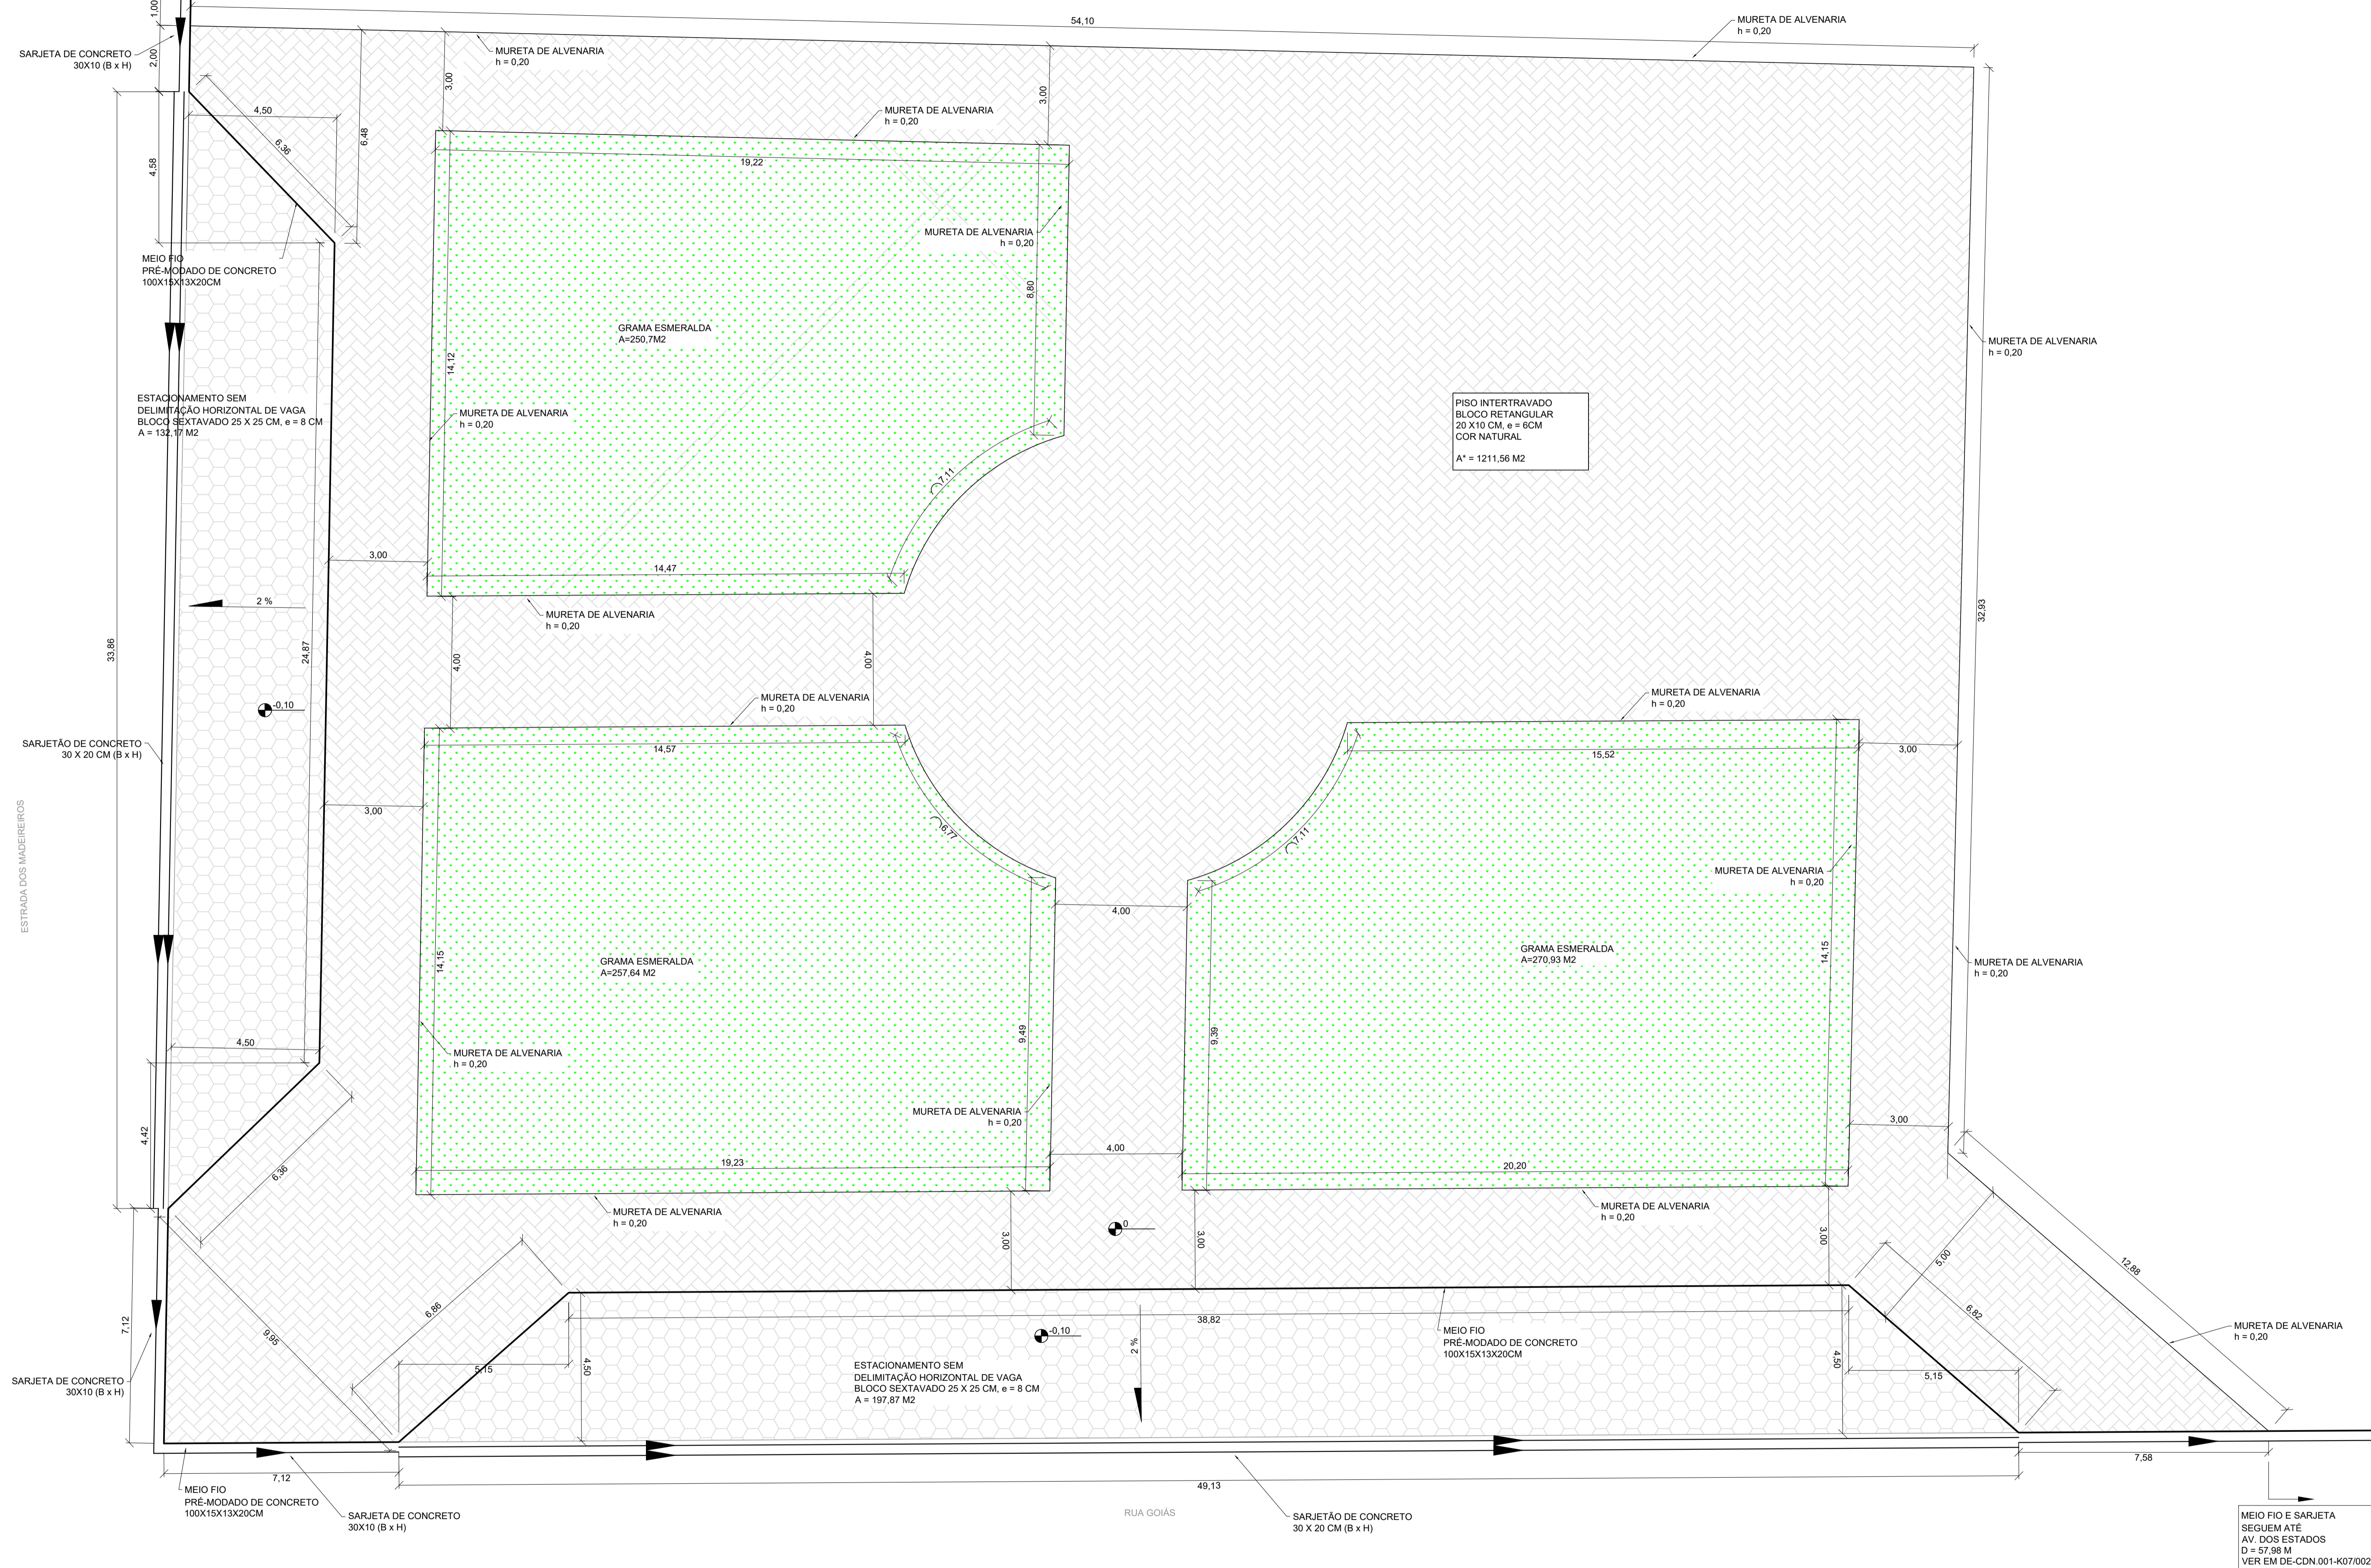 1,00
54,10
MURETA DE ALVENARIA
h = 0,20
MURETA DE ALVENARIA
h = 0,20
SARJETA DE CONCRETO
30X10 (B x H)
2,00
3,00
3,00
4,50
MURETA DE ALVENARIA
h = 0,20
6,48
6,36
4,58
19,22
MURETA DE ALVENARIA
h = 0,20
MEIO FIO
PRÉ-MODADO DE CONCRETO
100X15X13X20CM
8,80
GRAMA ESMERALDA
A=250,7M2
MURETA DE ALVENARIA
h = 0,20
14,12
ESTACIONAMENTO SEM
DELIMITAÇÃO HORIZONTAL DE VAGA
BLOCO SEXTAVADO 25 X 25 CM, e = 8 CM
A = 132,17 M2
MURETA DE ALVENARIA
h = 0,20
PISO INTERTRAVADO
BLOCO RETANGULAR
20 X10 CM, e = 6CM
COR NATURAL
A* = 1211,56 M2
7,11
3,00
14,47
2 %
MURETA DE ALVENARIA
h = 0,20
32,93
33,86
24,87
4,00
4,00
MURETA DE ALVENARIA
h = 0,20
MURETA DE ALVENARIA
h = 0,20
-0,10
SARJETÃO DE CONCRETO
30 X 20 CM (B x H)
14,57
15,52
3,00
3,00
6,77
7,11
ESTRADA DOS MADEIREIROS
MURETA DE ALVENARIA
h = 0,20
4,00
GRAMA ESMERALDA
A=257,64 M2
14,15
GRAMA ESMERALDA
A=270,93 M2
14,15
MURETA DE ALVENARIA
h = 0,20
9,49
9,39
4,50
MURETA DE ALVENARIA
h = 0,20
MURETA DE ALVENARIA
h = 0,20
3,00
4,42
4,00
19,23
20,20
6,36
MURETA DE ALVENARIA
h = 0,20
MURETA DE ALVENARIA
h = 0,20
0
3,00
3,00
3,00
5,00
12,88
6,86
6,82
7,12
9,95
38,82
-0,10
2 %
MEIO FIO
PRÉ-MODADO DE CONCRETO
100X15X13X20CM
MURETA DE ALVENARIA
h = 0,20
5,15
4,50
ESTACIONAMENTO SEM
DELIMITAÇÃO HORIZONTAL DE VAGA
BLOCO SEXTAVADO 25 X 25 CM, e = 8 CM
A = 197,87 M2
4,50
5,15
SARJETA DE CONCRETO
30X10 (B x H)
7,12
49,13
7,58
MEIO FIO
PRÉ-MODADO DE CONCRETO
100X15X13X20CM
SARJETA DE CONCRETO
30X10 (B x H)
RUA GOIÁS
SARJETÃO DE CONCRETO
30 X 20 CM (B x H)
MEIO FIO E SARJETA
SEGUEM ATÉ
AV. DOS ESTADOS
D = 57,98 M
VER EM DE-CDN.001-K07/002